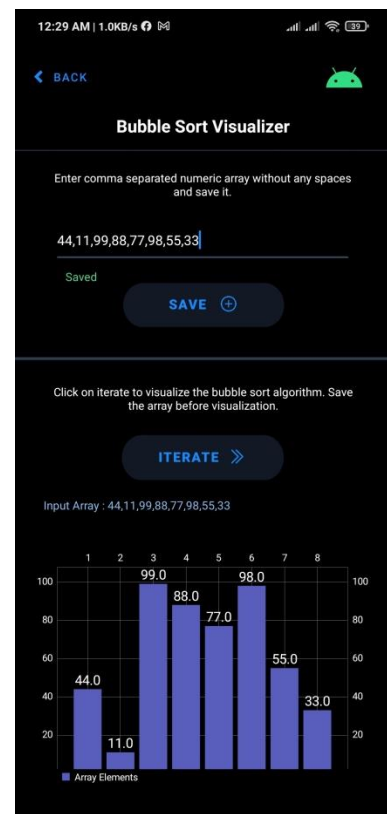 12:29 AM | 1.0KB/s 39
BACK
Bubble Sort Visualizer
Enter comma separated numeric array without any spaces
and save it.
44,11,99,88,77,98,55,33
Saved
SAVE
Click on iterate to visualize the bubble sort algorithm. Save
the array before visualization.
ITERATE
Input Array : 44,11,99,88,77,98,55,33
1 2 3 4 5 6 7 8
100 99.0 98.0 100
88.0
80 77.0 80
60 55.0 60
44.0
40 33.0 40
20 11.0 20
Array Elements